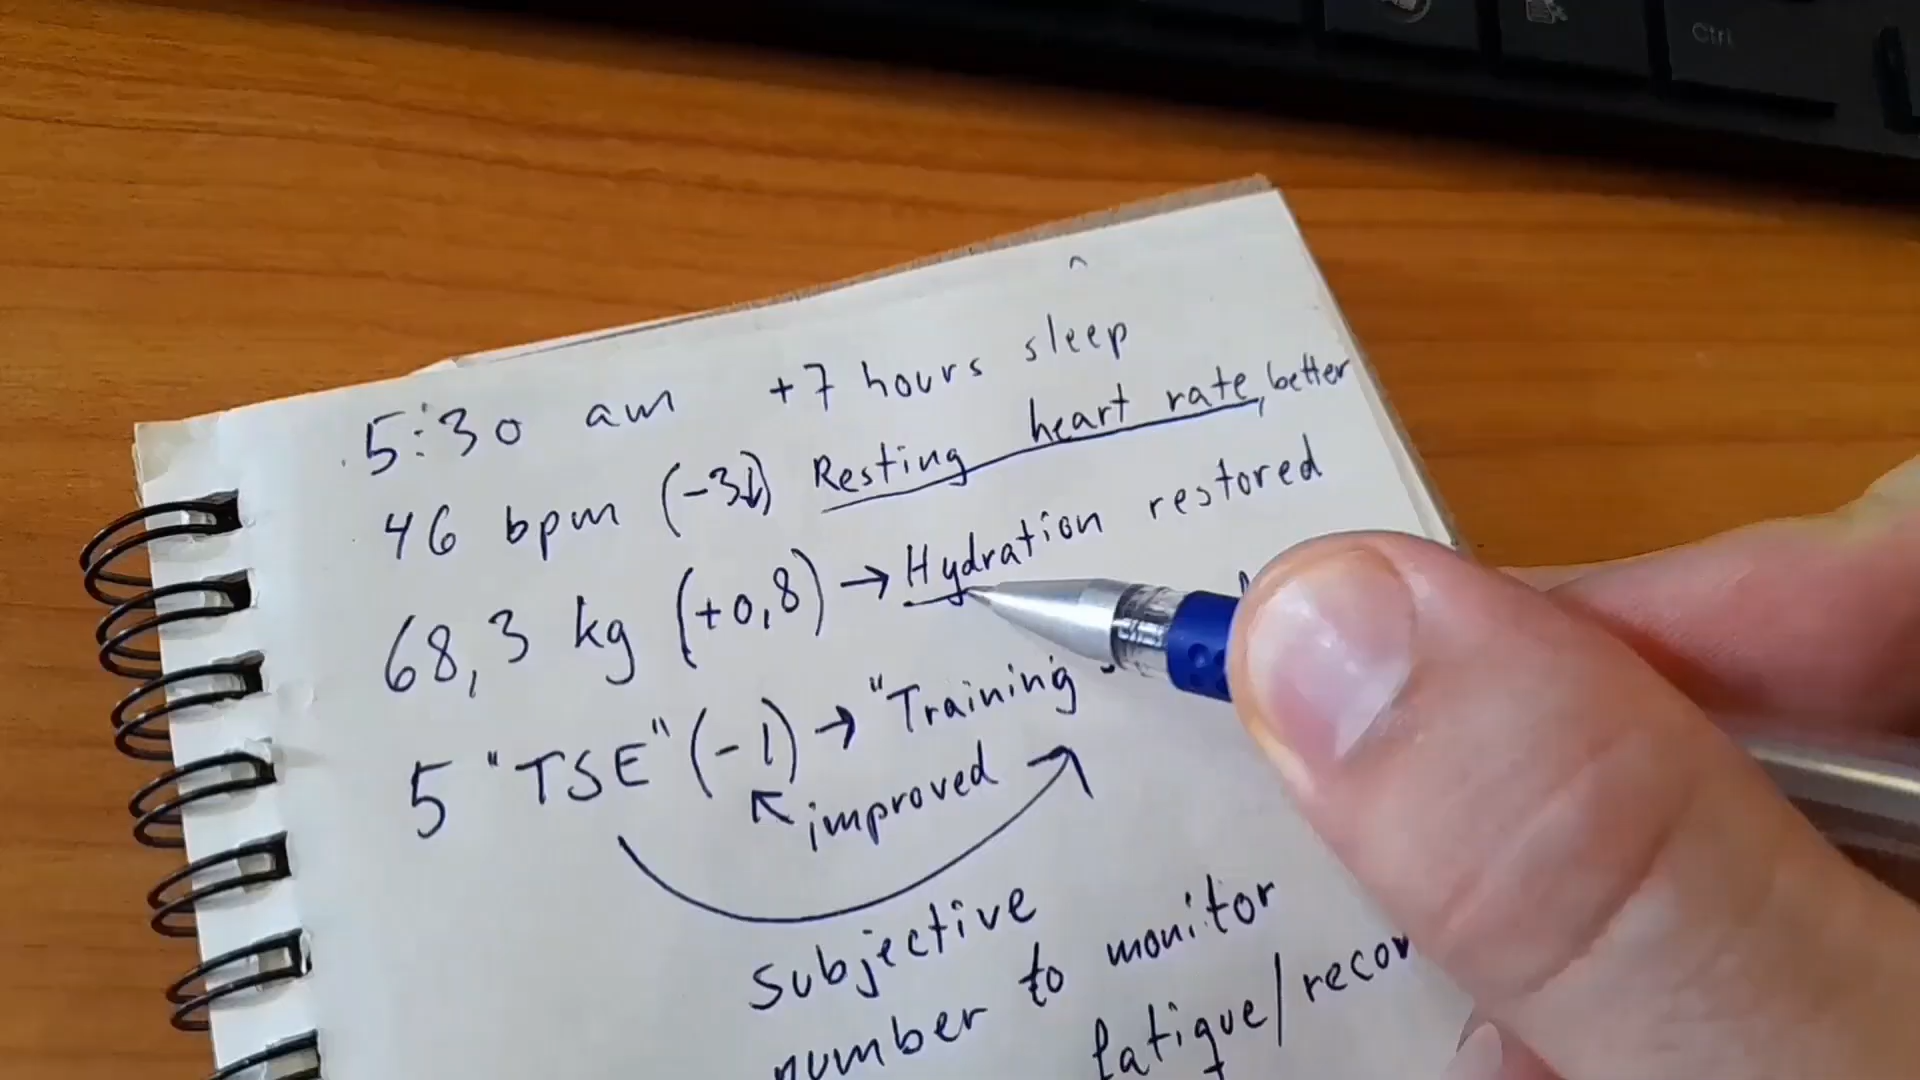 Ctrl
5:30 am +7 hours sleep
46 bpm (-3↓) Resting heart rate, better
68,3 kg (+0,8) → Hydration restored
5 "TSE" (-1) → "Training
improved
subjective
number to monitor
fatigue/